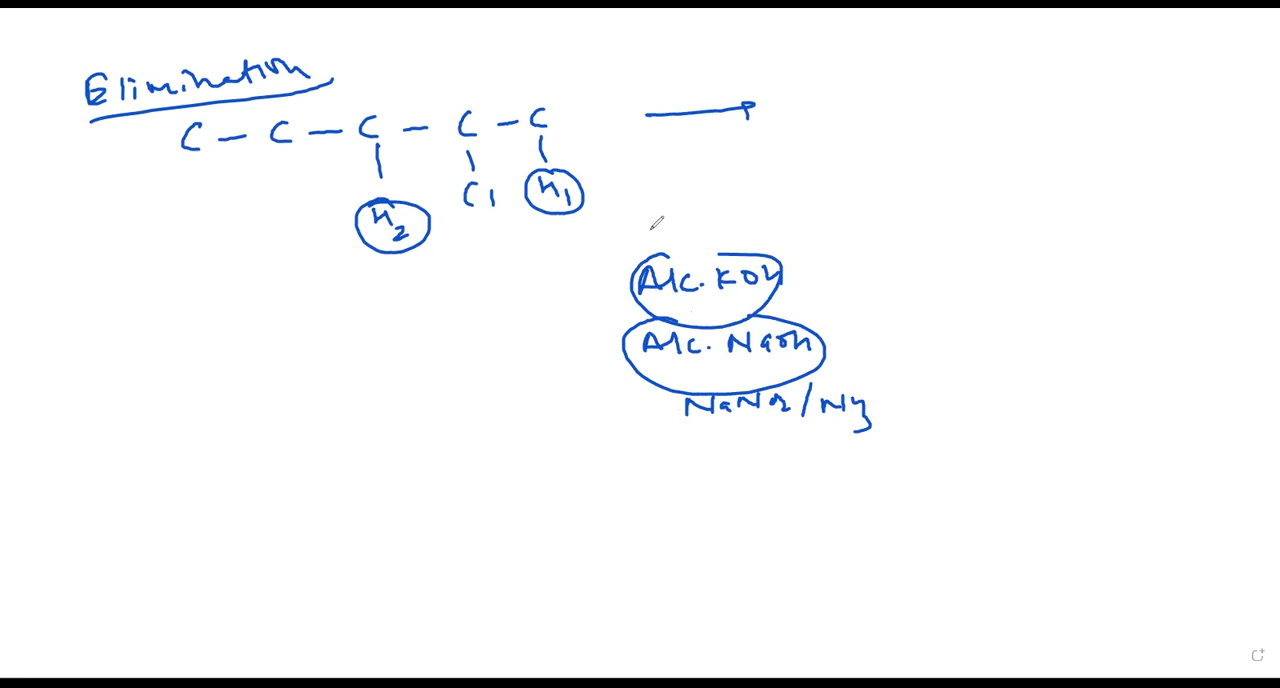 Elimination
C – C – C – C – C
Cl H1
H2
Alc. KOH
Alc. NaOH
NaNH2 / NH3